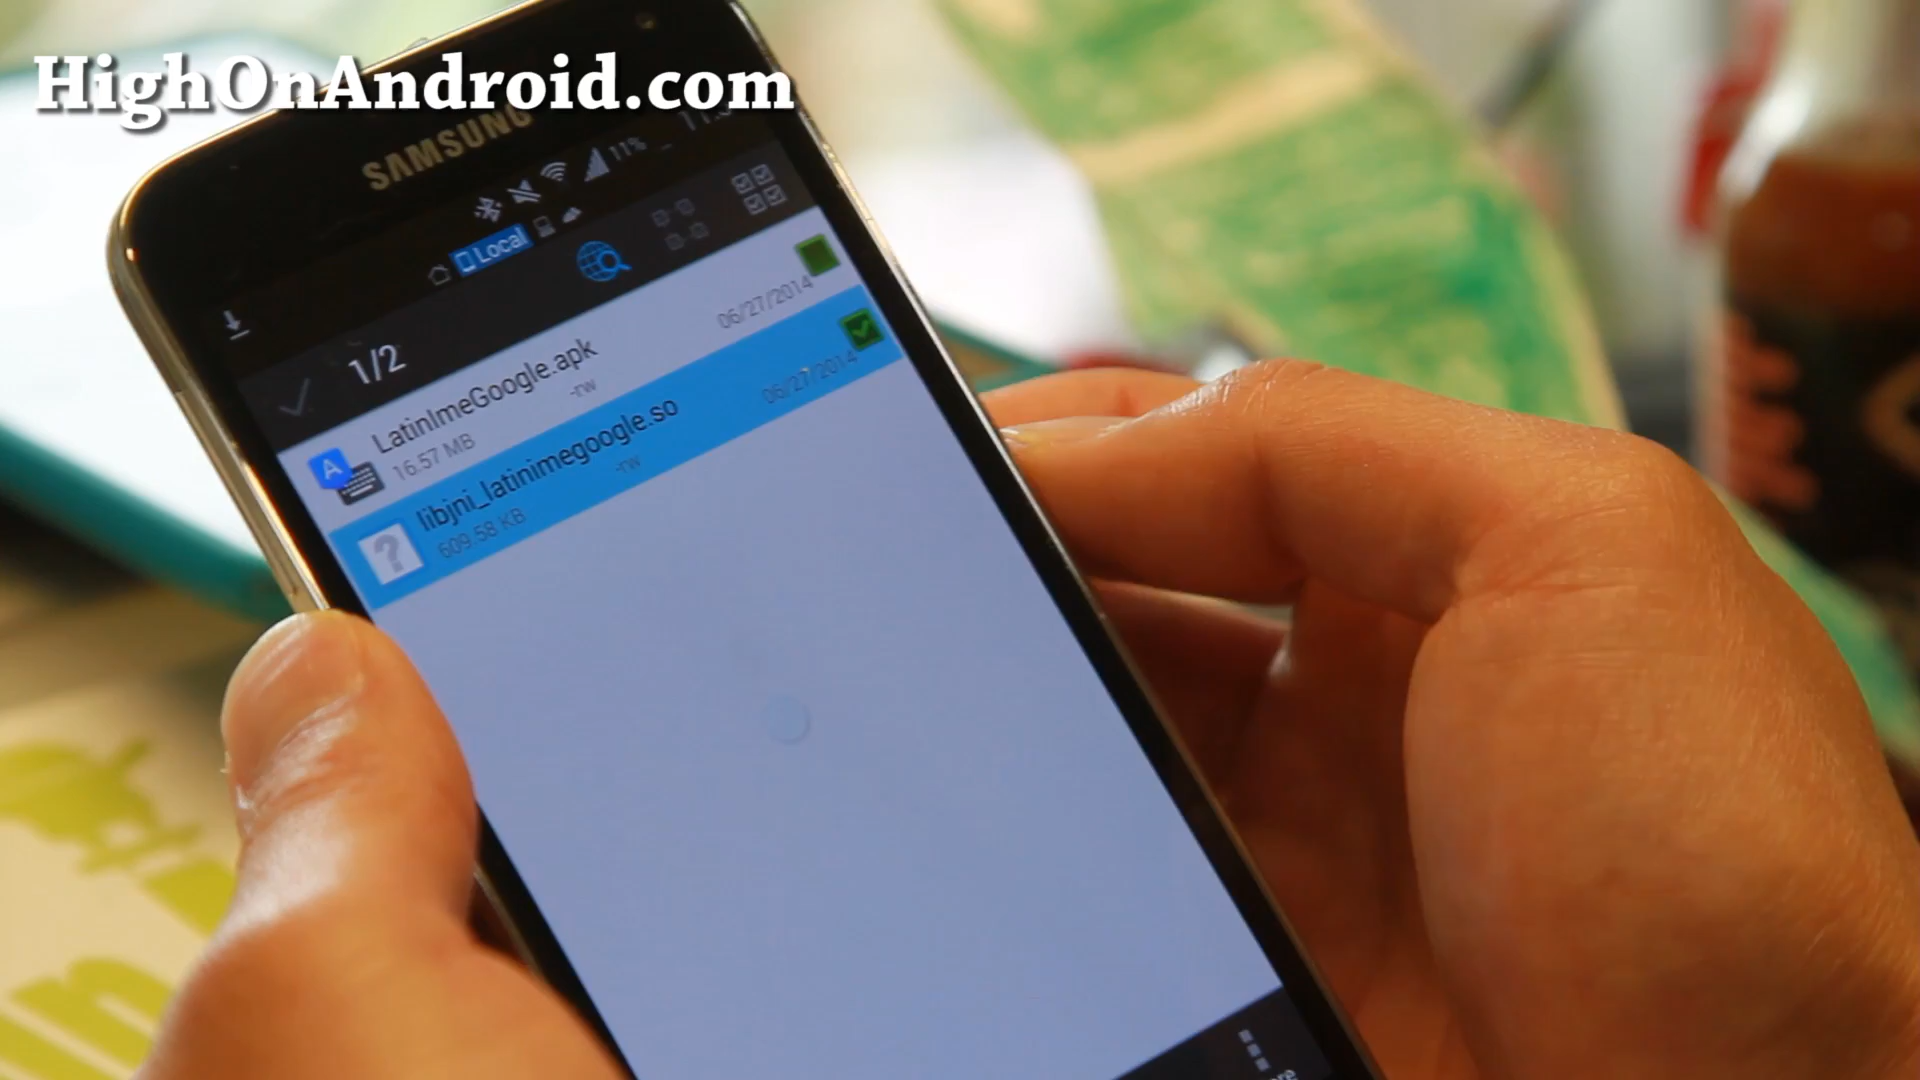 HighOnAndroid.com
SAMSUNG
11%
Local
1/2
LatinImeGoogle.apk
16.57 MB -rw 06/27/2014
libjni_latinimegoogle.so
609.58 KB -rw 06/27/2014